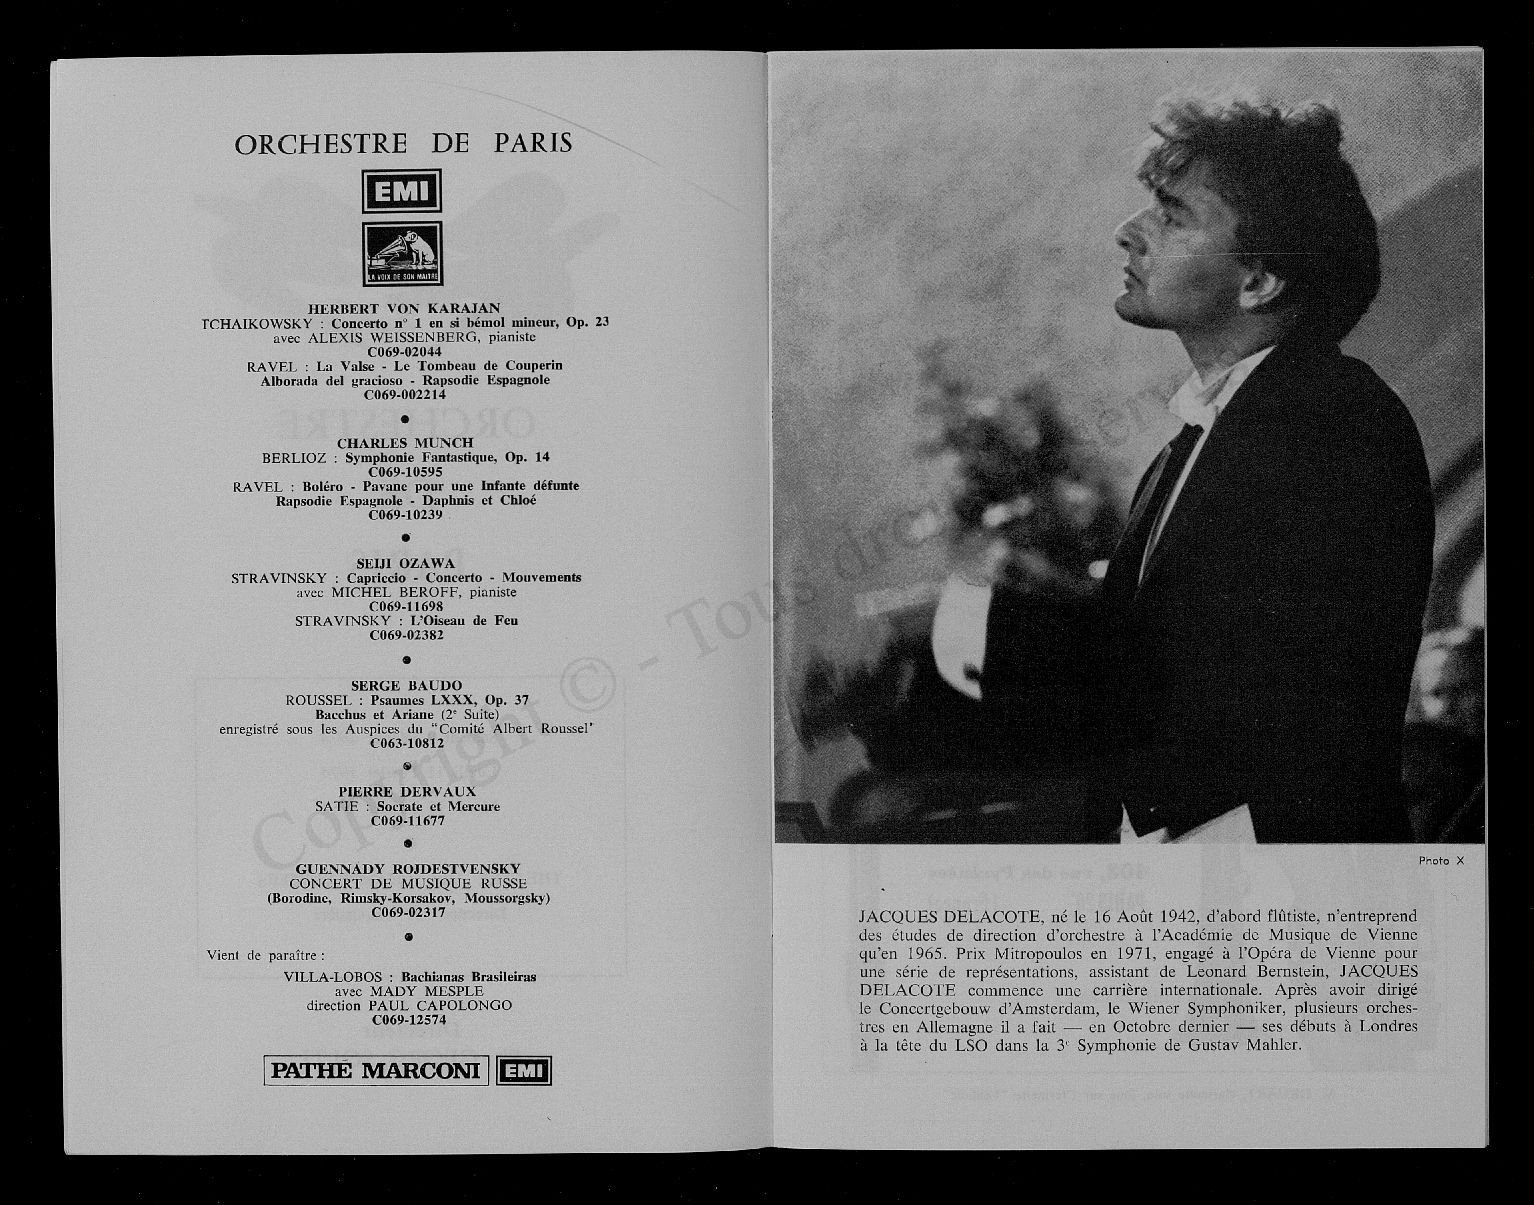 ORCHESTRE DE PARIS
EMI
LA VOIX DE SON MAITRE
HERBERT VON KARAJAN
TCHAIKOWSKY : Concerto n° 1 en si bémol mineur, Op. 23
avec ALEXIS WEISSENBERG, pianiste
C069-02044
RAVEL : La Valse - Le Tombeau de Couperin
Alborada del gracioso - Rapsodie Espagnole
C069-002214
CHARLES MUNCH
BERLIOZ : Symphonie Fantastique, Op. 14
C069-10595
RAVEL : Boléro - Pavane pour une Infante défunte
Rapsodie Espagnole - Daphnis et Chloé
C069-10239
SEIJI OZAWA
STRAVINSKY : Capriccio - Concerto - Mouvements
avec MICHEL BEROFF, pianiste
C069-11698
STRAVINSKY : L'Oiseau de Feu
C069-02382
SERGE BAUDO
ROUSSEL : Psaumes LXXX, Op. 37
Bacchus et Ariane (2e Suite)
enregistré sous les Auspices du "Comité Albert Roussel"
C063-10812
PIERRE DERVAUX
SATIE : Socrate et Mercure
C069-11677
GUENNADY ROJDESTVENSKY
CONCERT DE MUSIQUE RUSSE
(Borodine, Rimsky-Korsakov, Moussorgsky)
C069-02317
Vient de paraître :
VILLA-LOBOS : Bachianas Brasileiras
avec MADY MESPLE
direction PAUL CAPOLONGO
C069-12574
PATHÉ MARCONI EMI
Photo X
JACQUES DELACOTE, né le 16 Août 1942, d'abord flûtiste, n'entreprend
des études de direction d'orchestre à l'Académie de Musique de Vienne
qu'en 1965. Prix Mitropoulos en 1971, engagé à l'Opéra de Vienne pour
une série de représentations, assistant de Leonard Bernstein, JACQUES
DELACOTE commence une carrière internationale. Après avoir dirigé
le Concertgebouw d'Amsterdam, le Wiener Symphoniker, plusieurs orches-
tres en Allemagne il a fait — en Octobre dernier — ses débuts à Londres
à la tête du LSO dans la 3e Symphonie de Gustav Mahler.
Copyright © - Tous dro